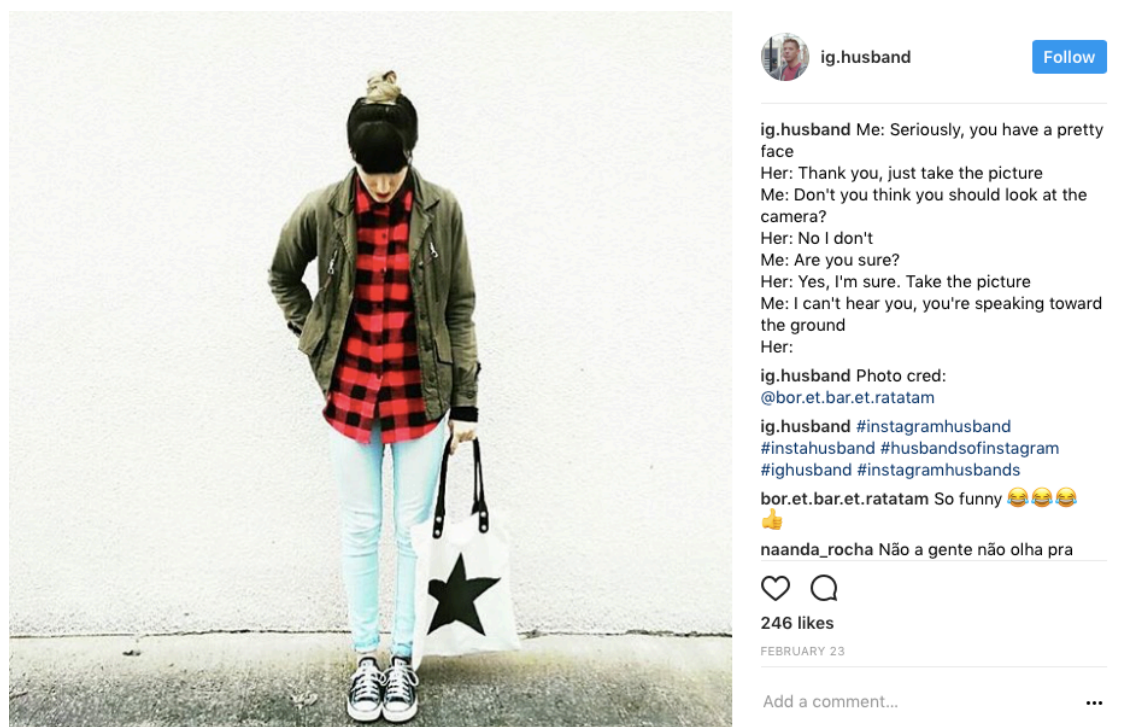 ig.husband
Follow
ig.husband Me: Seriously, you have a pretty
face
Her: Thank you, just take the picture
Me: Don't you think you should look at the
camera?
Her: No I don't
Me: Are you sure?
Her: Yes, I'm sure. Take the picture
Me: I can't hear you, you're speaking toward
the ground
Her:
ig.husband Photo cred:
@bor.et.bar.et.ratatam
ig.husband #instagramhusband
#instahusband #husbandsofinstagram
#ighusband #instagramhusbands
bor.et.bar.et.ratatam So funny 😂😂😂
👍
naanda_rocha Não a gente não olha pra
246 likes
FEBRUARY 23
Add a comment...